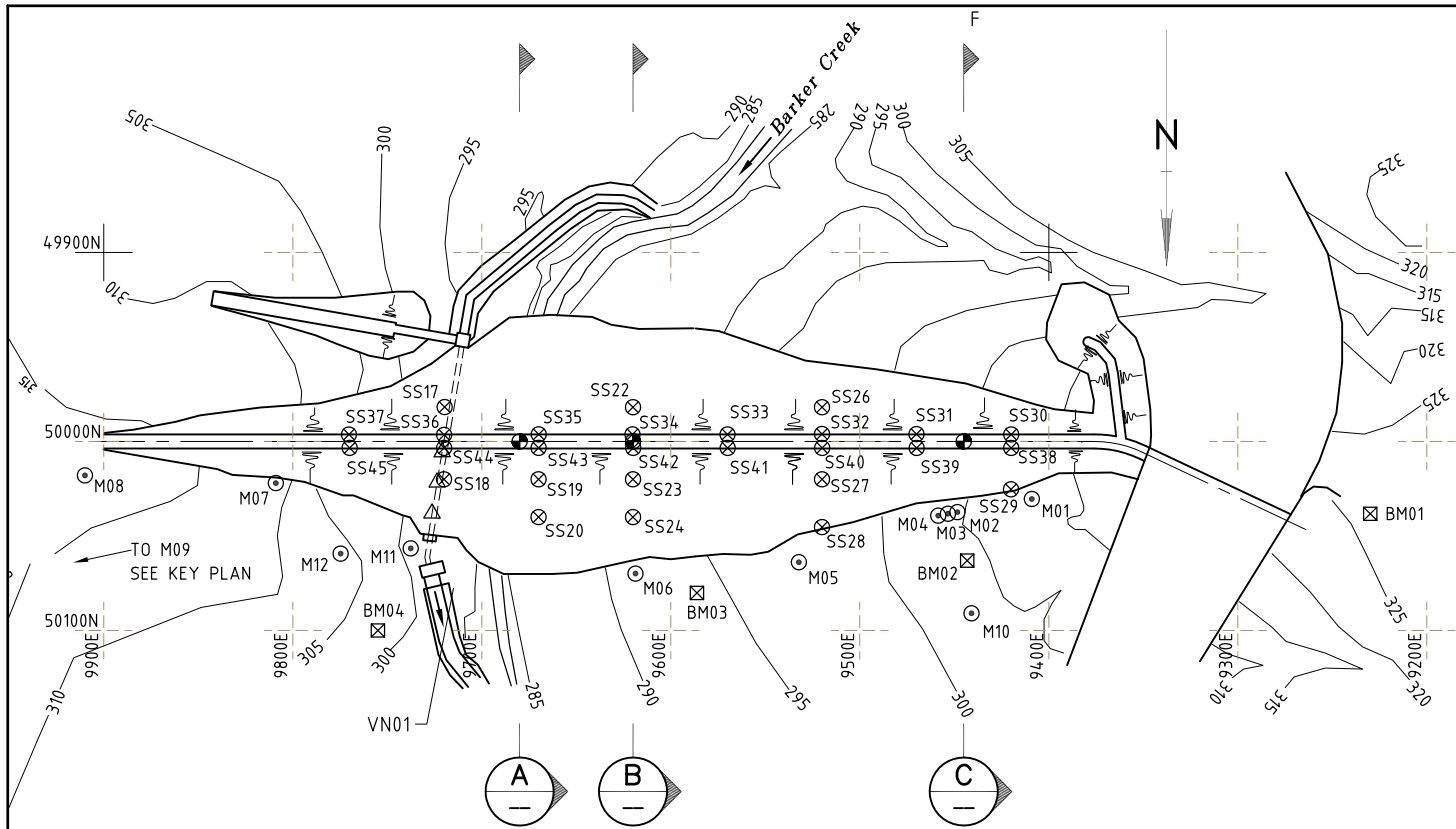 F
305
300
295
290
285
Barker Creek
285
290
295
300
305
N
325
325
49900N
310
295
320
315
315
320
315
325
SS17
SS22
SS26
SS37
SS36
SS35
SS34
SS33
SS32
SS31
SS30
50000N
SS45
SS44
SS43
SS42
SS41
SS40
SS39
SS38
M08
M07
SS18
SS19
SS23
SS27
SS29
M01
SS20
SS24
SS28
M04
M03
M02
BM01
TO M09
SEE KEY PLAN
M12
M11
M06
M05
BM02
BM04
BM03
M10
50100N
9900E
9800E
9700E
9600E
9500E
9400E
9300E
9200E
310
305
300
285
290
295
300
310
315
320
325
VN01
A
--
B
--
C
--